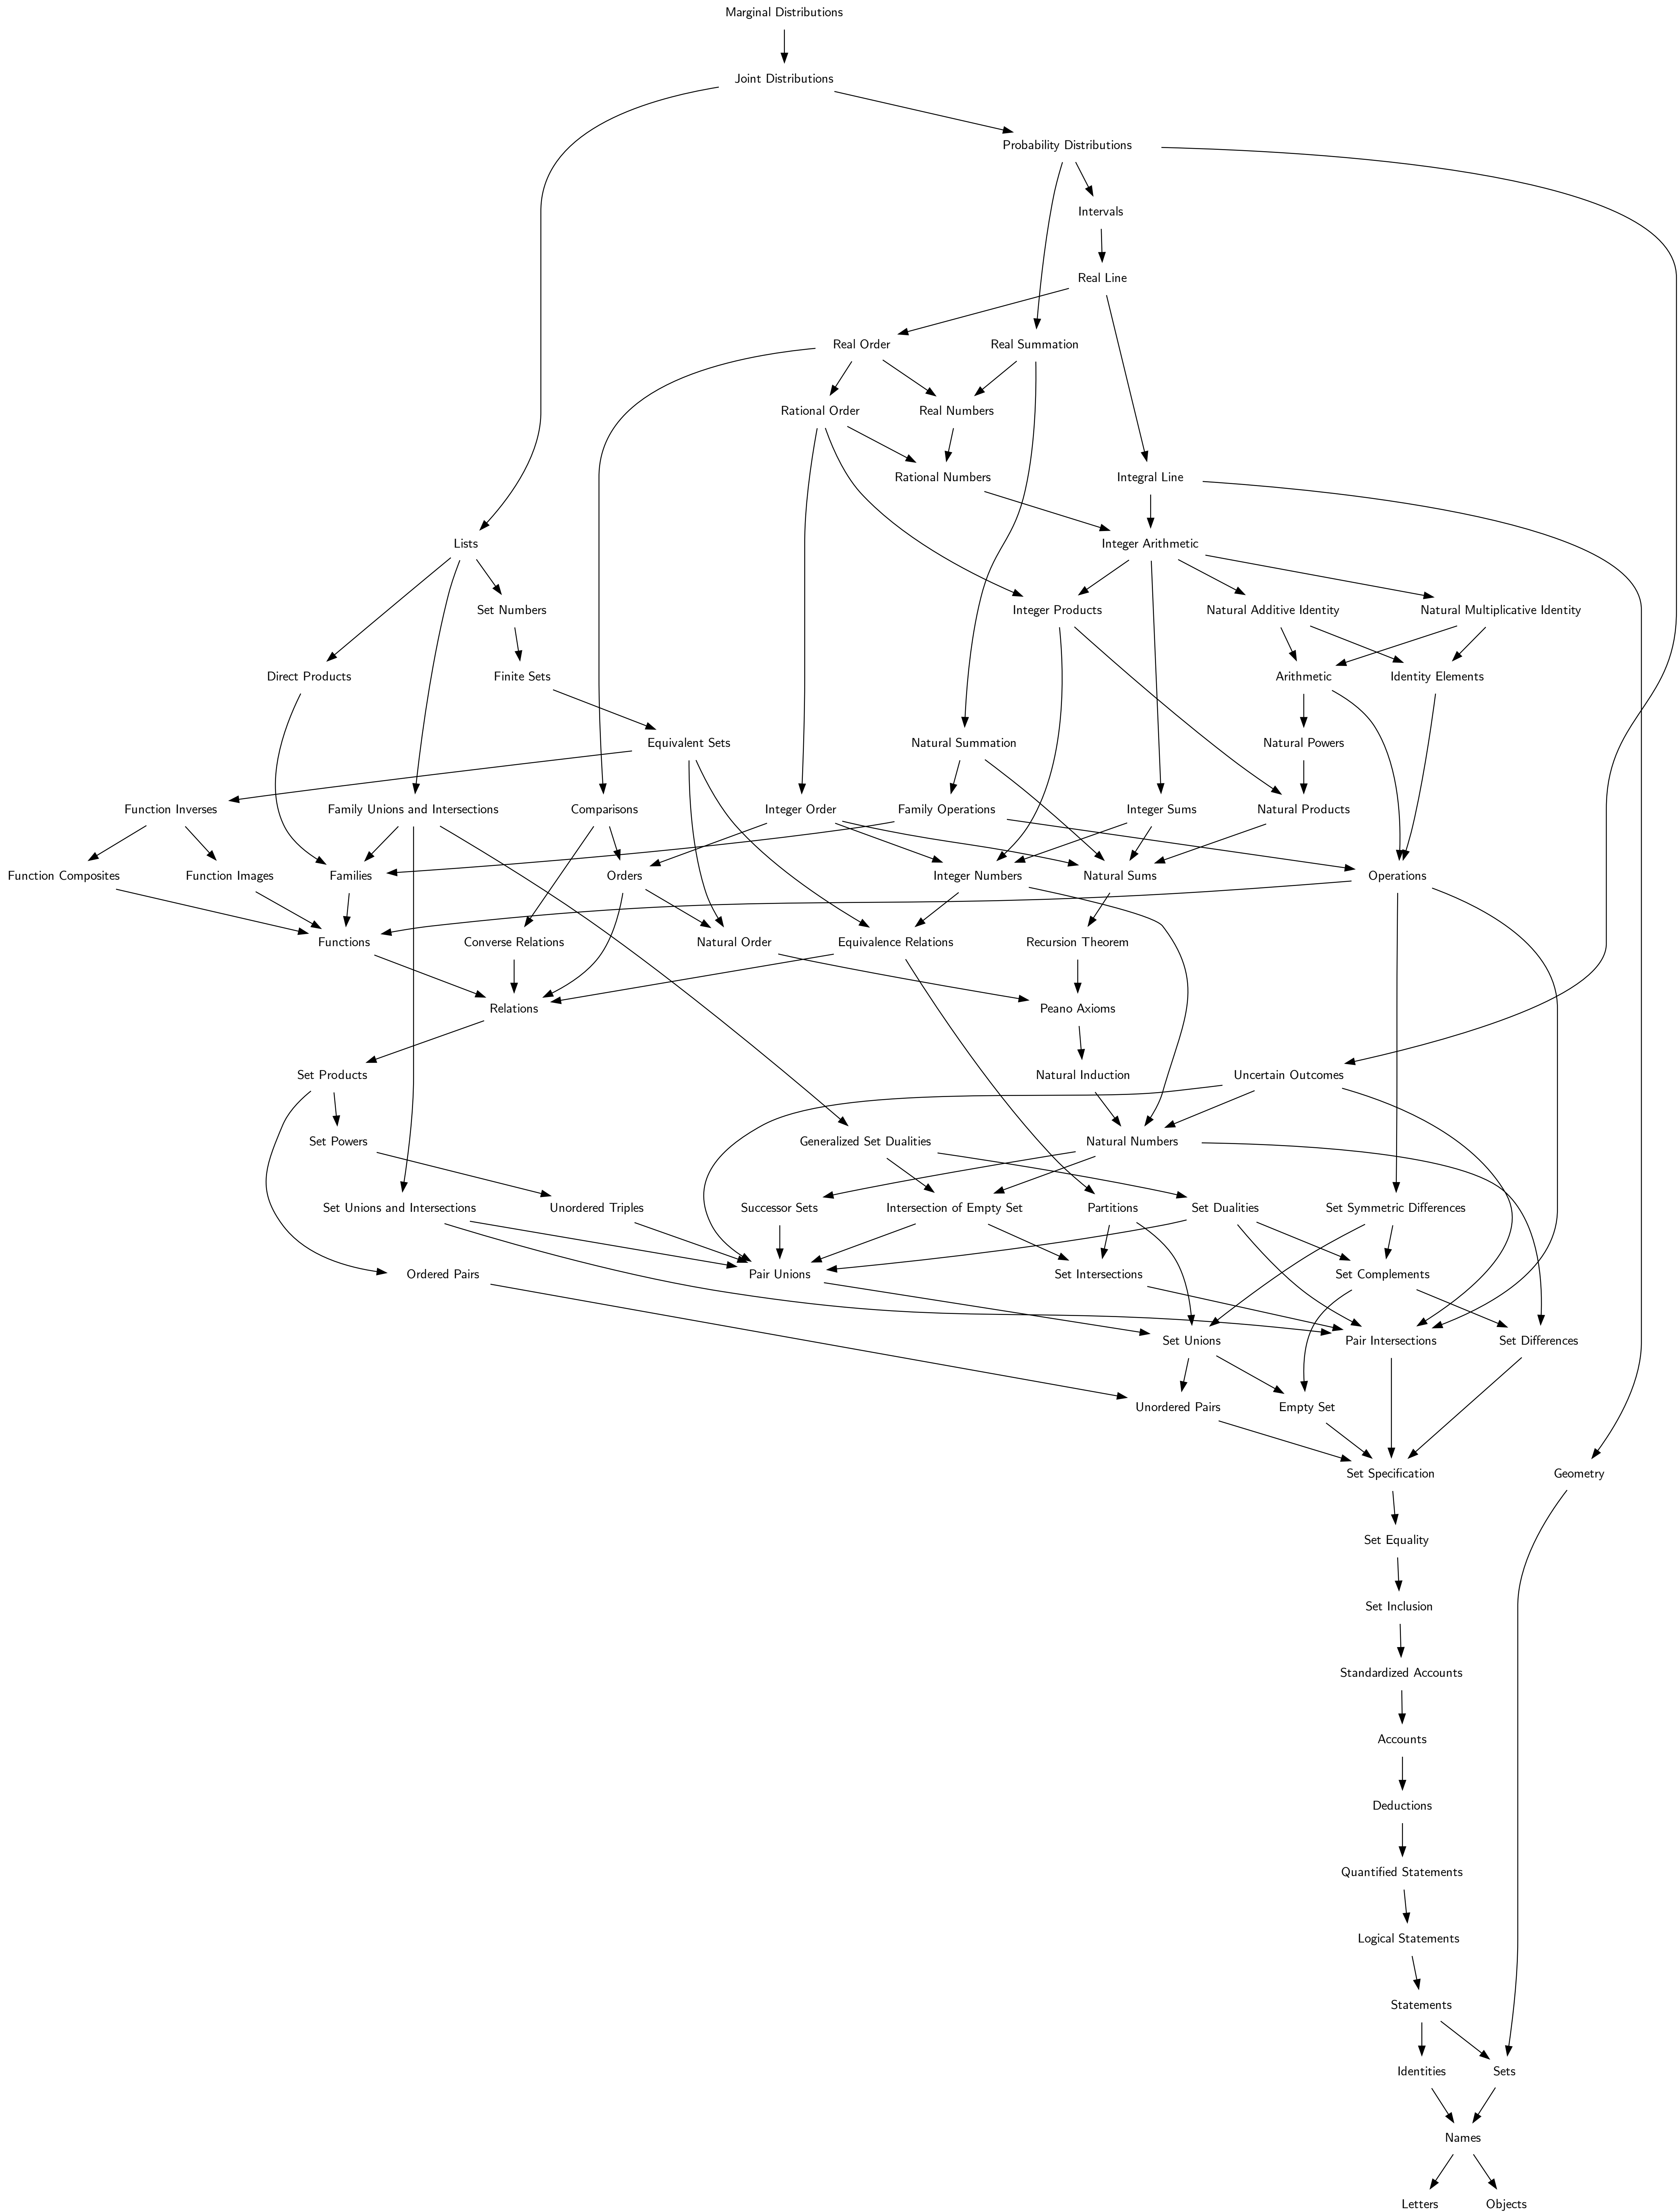 Marginal Distributions
Joint Distributions
Probability Distributions
Intervals
Real Line
Real Order
Real Summation
Rational Order
Real Numbers
Rational Numbers
Integral Line
Lists
Integer Arithmetic
Set Numbers
Integer Products
Natural Additive Identity
Natural Multiplicative Identity
Direct Products
Finite Sets
Arithmetic
Identity Elements
Equivalent Sets
Natural Summation
Natural Powers
Function Inverses
Family Unions and Intersections
Comparisons
Integer Order
Family Operations
Integer Sums
Natural Products
Function Composites
Function Images
Families
Orders
Integer Numbers
Natural Sums
Operations
Functions
Converse Relations
Natural Order
Equivalence Relations
Recursion Theorem
Relations
Peano Axioms
Set Products
Natural Induction
Uncertain Outcomes
Set Powers
Generalized Set Dualities
Natural Numbers
Set Unions and Intersections
Unordered Triples
Successor Sets
Intersection of Empty Set
Partitions
Set Dualities
Set Symmetric Differences
Ordered Pairs
Pair Unions
Set Intersections
Set Complements
Set Unions
Pair Intersections
Set Differences
Unordered Pairs
Empty Set
Set Specification
Geometry
Set Equality
Set Inclusion
Standardized Accounts
Accounts
Deductions
Quantified Statements
Logical Statements
Statements
Identities
Sets
Names
Letters
Objects